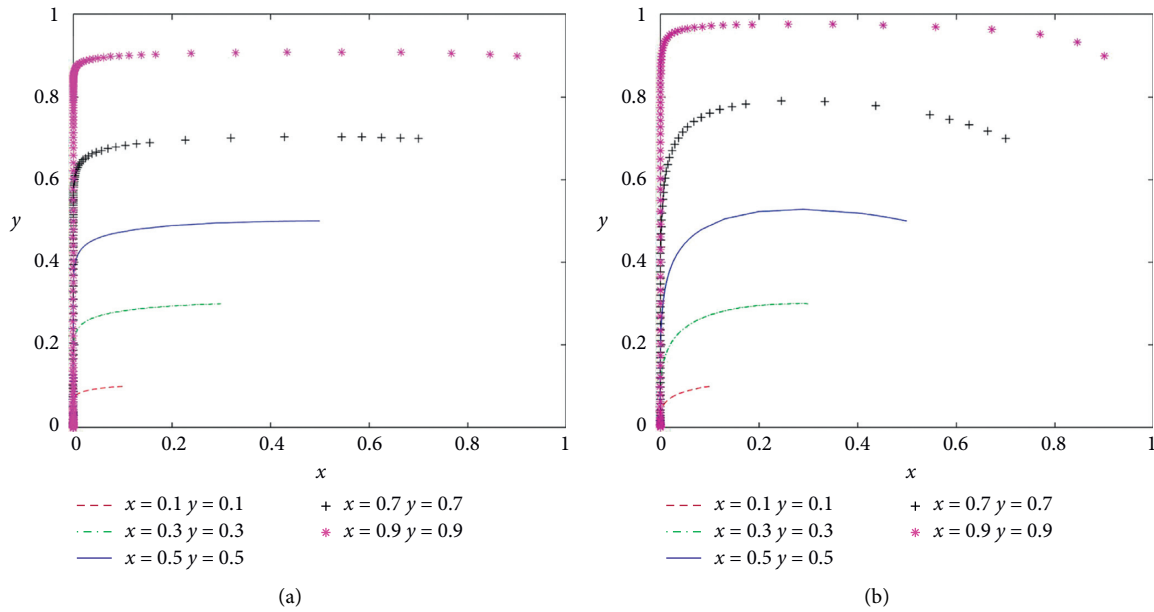 1
0.8
0.6
y
0.4
0.2
0
0 0.2 0.4 0.6 0.8 1
x
x = 0.1 y = 0.1
x = 0.3 y = 0.3
x = 0.5 y = 0.5
x = 0.7 y = 0.7
x = 0.9 y = 0.9
(a)
1
0.8
0.6
y
0.4
0.2
0
0 0.2 0.4 0.6 0.8 1
x
x = 0.1 y = 0.1
x = 0.3 y = 0.3
x = 0.5 y = 0.5
x = 0.7 y = 0.7
x = 0.9 y = 0.9
(b)